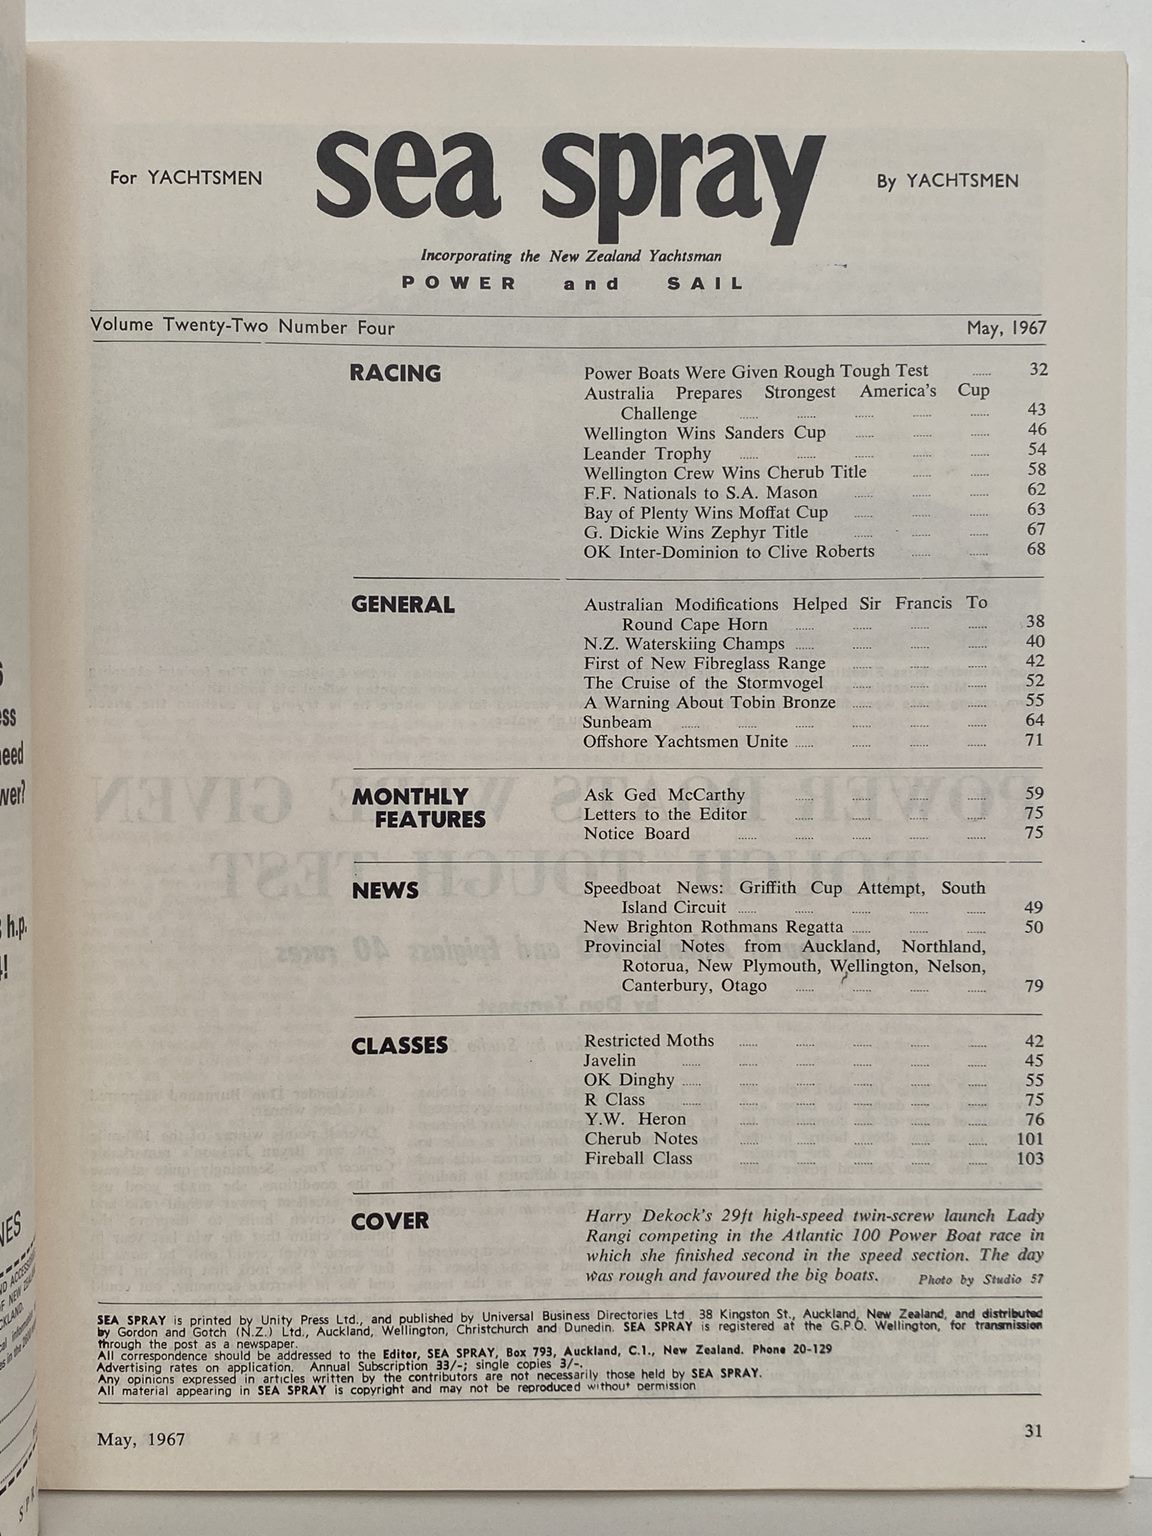 For YACHTSMEN
sea spray
By YACHTSMEN
Incorporating the New Zealand Yachtsman
POWER and SAIL
Volume Twenty-Two Number Four
May, 1967
RACING
Power Boats Were Given Rough Tough Test ...... 32
Australia Prepares Strongest America's Cup
Challenge ...... ...... ...... ...... ...... 43
Wellington Wins Sanders Cup ...... ...... ...... 46
Leander Trophy ...... ...... ...... ...... ...... 54
Wellington Crew Wins Cherub Title ...... ...... 58
F.F. Nationals to S.A. Mason ...... ...... ...... 62
Bay of Plenty Wins Moffat Cup ...... ...... ...... 63
G. Dickie Wins Zephyr Title ...... ...... ...... 67
OK Inter-Dominion to Clive Roberts ...... ...... 68
GENERAL
Australian Modifications Helped Sir Francis To
Round Cape Horn ...... ...... ...... ...... 38
N.Z. Waterskiing Champs ...... ...... ...... ...... 40
First of New Fibreglass Range ...... ...... ...... 42
The Cruise of the Stormvogel ...... ...... ...... 52
A Warning About Tobin Bronze ...... ...... ...... 55
Sunbeam ...... ...... ...... ...... ...... ...... 64
Offshore Yachtsmen Unite ...... ...... ...... ...... 71
MONTHLY
FEATURES
Ask Ged McCarthy ...... ...... ...... ...... 59
Letters to the Editor ...... ...... ...... ...... 75
Notice Board ...... ...... ...... ...... ...... 75
NEWS
Speedboat News: Griffith Cup Attempt, South
Island Circuit ...... ...... ...... ...... ...... 49
New Brighton Rothmans Regatta ...... ...... ...... 50
Provincial Notes from Auckland, Northland,
Rotorua, New Plymouth, Wellington, Nelson,
Canterbury, Otago ...... ...... ...... ...... 79
CLASSES
Restricted Moths ...... ...... ...... ...... ...... 42
Javelin ...... ...... ...... ...... ...... ...... 45
OK Dinghy ...... ...... ...... ...... ...... ...... 55
R Class ...... ...... ...... ...... ...... ...... 75
Y.W. Heron ...... ...... ...... ...... ...... 76
Cherub Notes ...... ...... ...... ...... ...... 101
Fireball Class ...... ...... ...... ...... ...... 103
COVER
Harry Dekock's 29ft high-speed twin-screw launch Lady
Rangi competing in the Atlantic 100 Power Boat race in
which she finished second in the speed section. The day
was rough and favoured the big boats. Photo by Studio 57
SEA SPRAY is printed by Unity Press Ltd., and published by Universal Business Directories Ltd 38 Kingston St., Auckland, New Zealand, and distributed
by Gordon and Gotch (N.Z.) Ltd., Auckland, Wellington, Christchurch and Dunedin. SEA SPRAY is registered at the G.P.O. Wellington, for transmission
through the post as a newspaper.
All correspondence should be addressed to the Editor, SEA SPRAY, Box 793, Auckland, C.1., New Zealand. Phone 20-129
Advertising rates on application. Annual Subscription 33/-; single copies 3/-.
Any opinions expressed in articles written by the contributors are not necessarily those held by SEA SPRAY.
All material appearing in SEA SPRAY is copyright and may not be reproduced without permission
May, 1967
31
h.p.